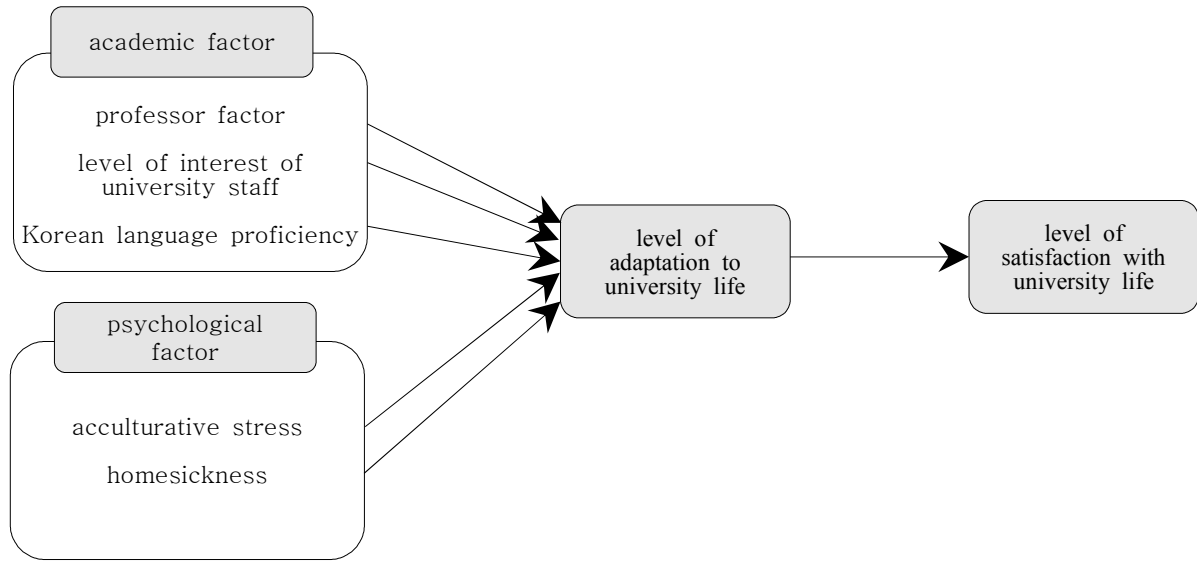 academic factor
professor factor
level of interest of
university staff
Korean language proficiency
psychological
factor
acculturative stress
homesickness
level of
adaptation to
university life
level of
satisfaction with
university life